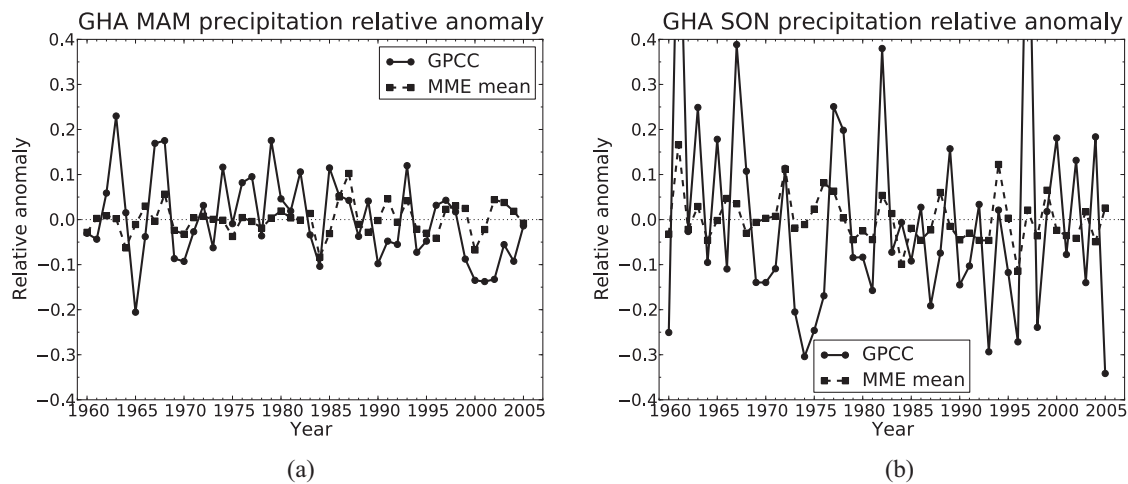 GHA MAM precipitation relative anomaly
0.4
0.3
0.2
0.1
0.0
−0.1
−0.2
−0.3
−0.4
Relative anomaly
GPCC
MME mean
1960 1965 1970 1975 1980 1985 1990 1995 2000 2005
Year
(a)
GHA SON precipitation relative anomaly
0.4
0.3
0.2
0.1
0.0
−0.1
−0.2
−0.3
−0.4
Relative anomaly
GPCC
MME mean
1960 1965 1970 1975 1980 1985 1990 1995 2000 2005
Year
(b)